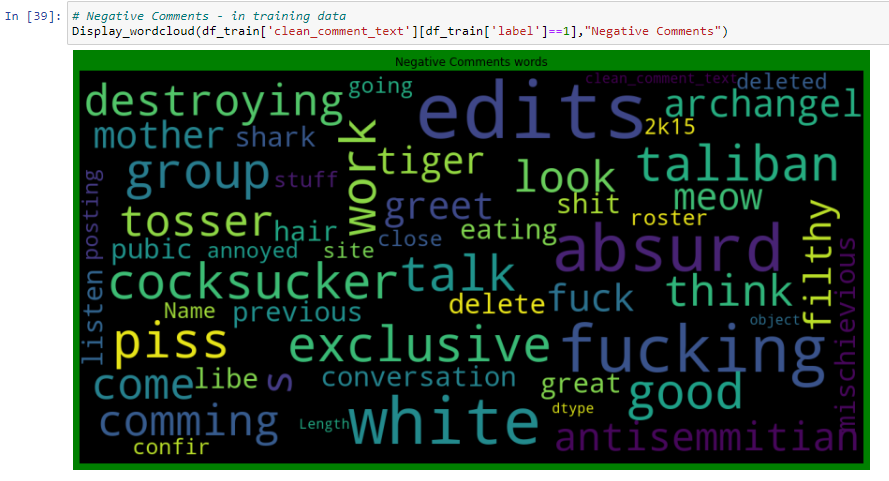 In [39]:
# Negative Comments - in training data
Display_wordcloud(df_train['clean_comment_text'][df_train['label']==1],"Negative Comments")
Negative Comments words
destroying
going
edits
clean_comment_text
deleted
archangel
mother
shark
work
2k15
group
stuff
tiger
look
taliban
posting
tosser
hair
greet
shit
meow
roster
pubic
annoyed
site
close
eating
absurd
filthy
listen
cocksucker
talk
think
mischievious
Name
previous
delete
fuck
object
piss
exclusive
fucking
come
libe
s
conversation
great
good
comming
Length
white
dtype
confir
antisemmitian